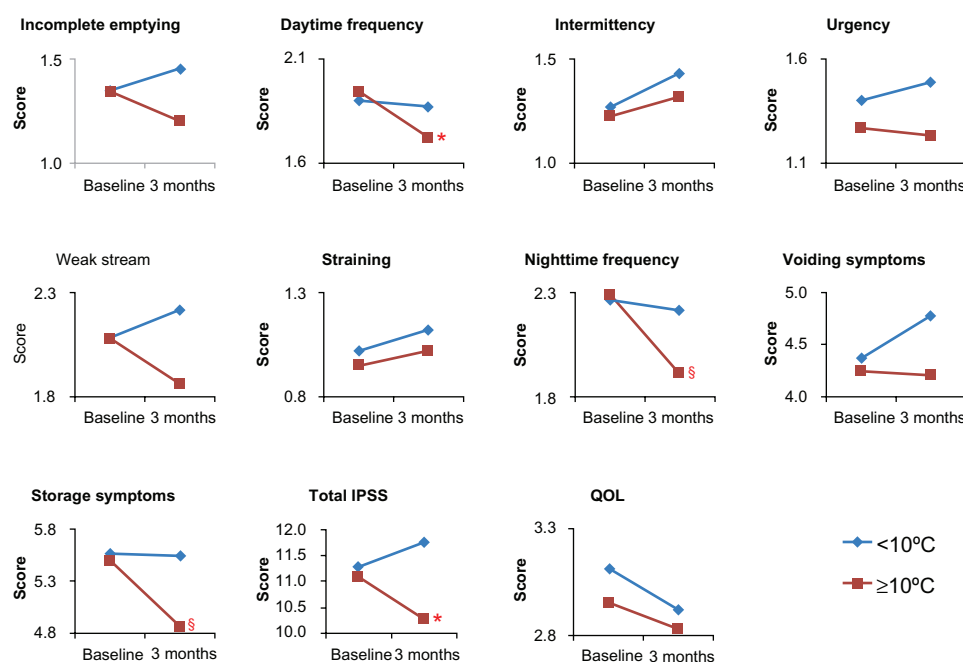 Incomplete emptying
1.5
Score
1.0
Baseline 3 months
Daytime frequency
2.1
Score
*
1.6
Baseline 3 months
Intermittency
1.5
Score
1.0
Baseline 3 months
Urgency
1.6
Score
1.1
Baseline 3 months
Weak stream
2.3
Score
1.8
Baseline 3 months
Straining
1.3
Score
0.8
Baseline 3 months
Nighttime frequency
2.3
Score
§
1.8
Baseline 3 months
Voiding symptoms
5.0
4.5
Score
4.0
Baseline 3 months
Storage symptoms
5.8
5.3
Score
4.8
§
Baseline 3 months
Total IPSS
12.0
11.5
11.0
10.5
10.0
Score
*
Baseline 3 months
QOL
3.3
Score
2.8
Baseline 3 months
<10ºC
≥10ºC